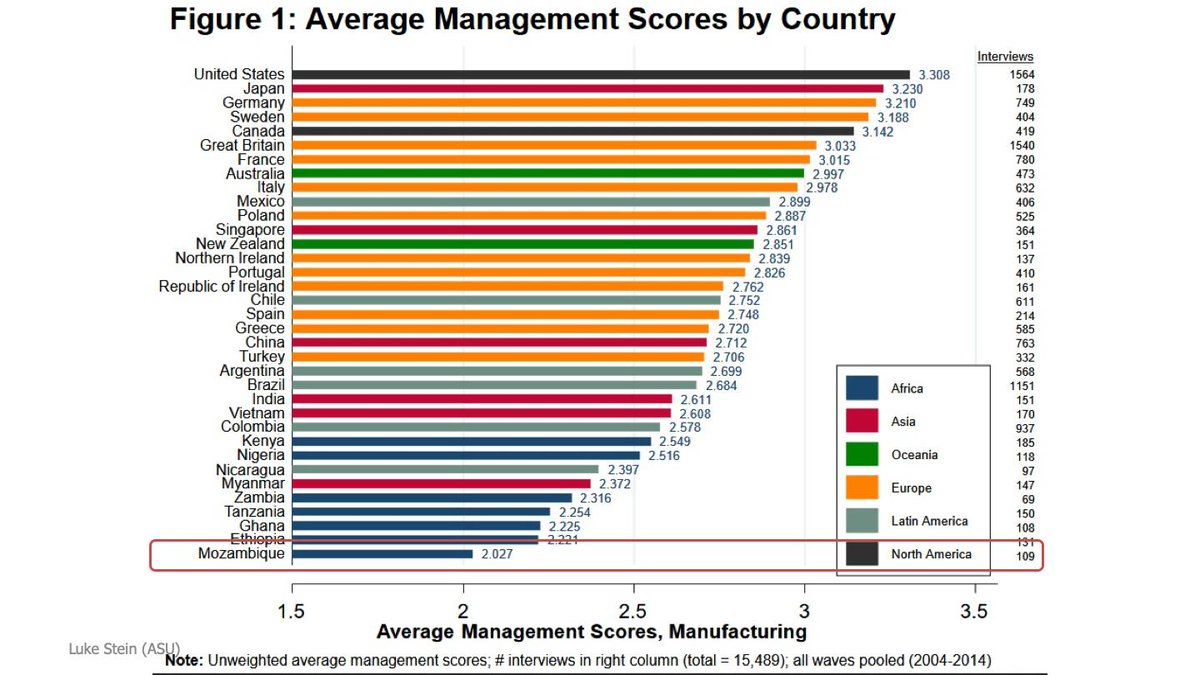 Figure 1: Average Management Scores by Country
Interviews
United States 3.308 1564
Japan 3.230 178
Germany 3.210 749
Sweden 3.188 404
Canada 3.142 419
Great Britain 3.033 1540
France 3.015 780
Australia 2.997 473
Italy 2.978 632
Mexico 2.899 406
Poland 2.887 525
Singapore 2.861 364
New Zealand 2.851 151
Northern Ireland 2.839 137
Portugal 2.826 410
Republic of Ireland 2.762 161
Chile 2.752 611
Spain 2.748 214
Greece 2.720 585
China 2.712 763
Turkey 2.706 332
Argentina 2.699 568
Brazil 2.684 1151
India 2.611 151
Vietnam 2.608 170
Colombia 2.578 937
Kenya 2.549 185
Nigeria 2.516 118
Nicaragua 2.397 97
Myanmar 2.372 147
Zambia 2.316 69
Tanzania 2.254 150
Ghana 2.225 108
Ethiopia 2.221 131
Mozambique 2.027 109
Africa
Asia
Oceania
Europe
Latin America
North America
1.5 2 2.5 3 3.5
Average Management Scores, Manufacturing
Luke Stein (ASU)
Note: Unweighted average management scores; # interviews in right column (total = 15,489); all waves pooled (2004-2014)